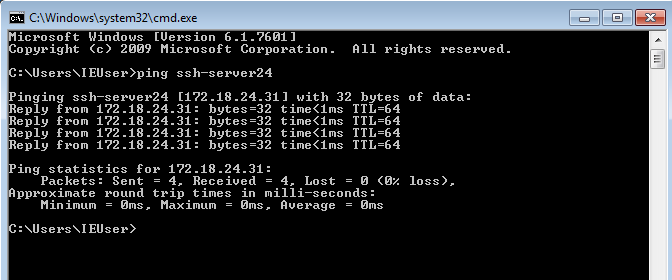 C:\Windows\system32\cmd.exe
Microsoft Windows [Version 6.1.7601]
Copyright (c) 2009 Microsoft Corporation.  All rights reserved.
C:\Users\IEUser>ping ssh-server24
Pinging ssh-server24 [172.18.24.31] with 32 bytes of data:
Reply from 172.18.24.31: bytes=32 time<1ms TTL=64
Reply from 172.18.24.31: bytes=32 time<1ms TTL=64
Reply from 172.18.24.31: bytes=32 time<1ms TTL=64
Reply from 172.18.24.31: bytes=32 time<1ms TTL=64
Ping statistics for 172.18.24.31:
    Packets: Sent = 4, Received = 4, Lost = 0 (0% loss),
Approximate round trip times in milli-seconds:
    Minimum = 0ms, Maximum = 0ms, Average = 0ms
C:\Users\IEUser>